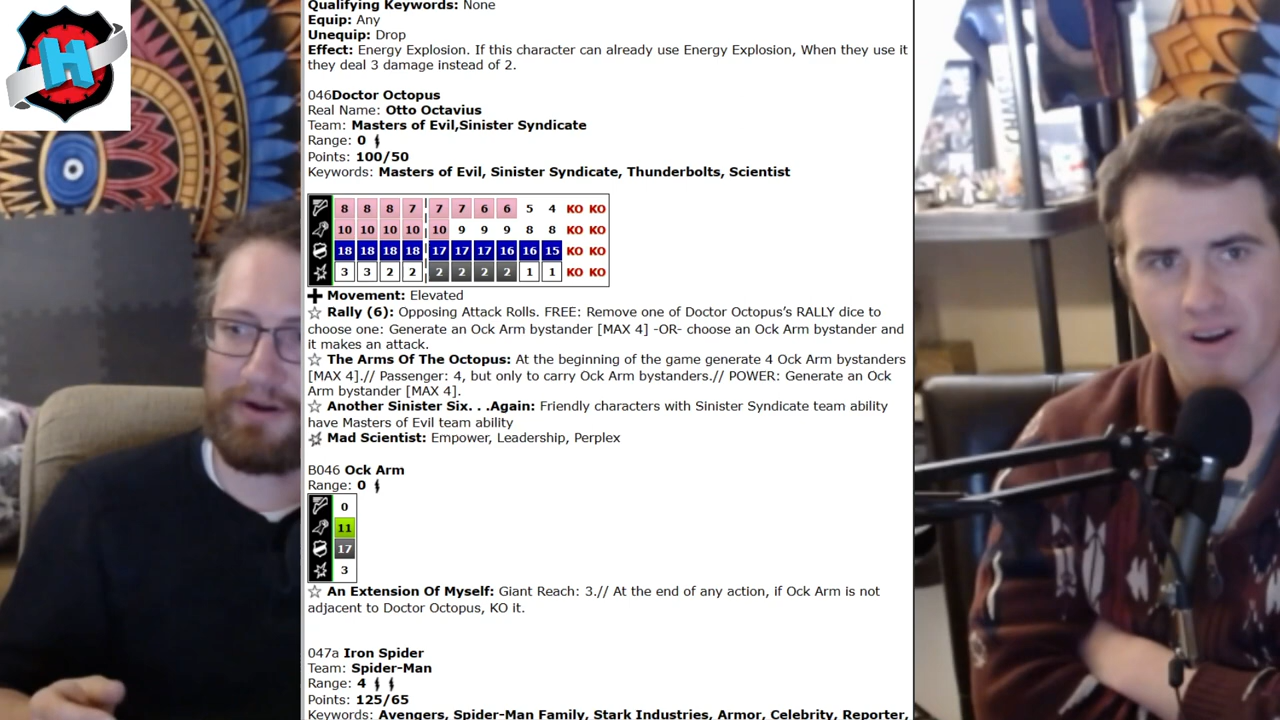 H
Qualifying Keywords: None
Equip: Any
Unequip: Drop
Effect: Energy Explosion. If this character can already use Energy Explosion, When they use it
they deal 3 damage instead of 2.
046Doctor Octopus
Real Name: Otto Octavius
Team: Masters of Evil,Sinister Syndicate
Range: 0
Points: 100/50
Keywords: Masters of Evil, Sinister Syndicate, Thunderbolts, Scientist
8 8 8 7 7 7 6 6 5 4 KO KO
10 10 10 10 10 9 9 9 8 8 KO KO
18 18 18 18 17 17 17 16 16 15 KO KO
3 3 2 2 2 2 2 2 1 1 KO KO
Movement: Elevated
Rally (6): Opposing Attack Rolls. FREE: Remove one of Doctor Octopus's RALLY dice to
choose one: Generate an Ock Arm bystander [MAX 4] -OR- choose an Ock Arm bystander and
it makes an attack.
The Arms Of The Octopus: At the beginning of the game generate 4 Ock Arm bystanders
[MAX 4].// Passenger: 4, but only to carry Ock Arm bystanders.// POWER: Generate an Ock
Arm bystander [MAX 4].
Another Sinister Six. . .Again: Friendly characters with Sinister Syndicate team ability
have Masters of Evil team ability
Mad Scientist: Empower, Leadership, Perplex
B046 Ock Arm
Range: 0
0
11
17
3
An Extension Of Myself: Giant Reach: 3.// At the end of any action, if Ock Arm is not
adjacent to Doctor Octopus, KO it.
047a Iron Spider
Team: Spider-Man
Range: 4
Points: 125/65
Keywords: Avengers, Spider-Man Family, Stark Industries, Armor, Celebrity, Reporter,